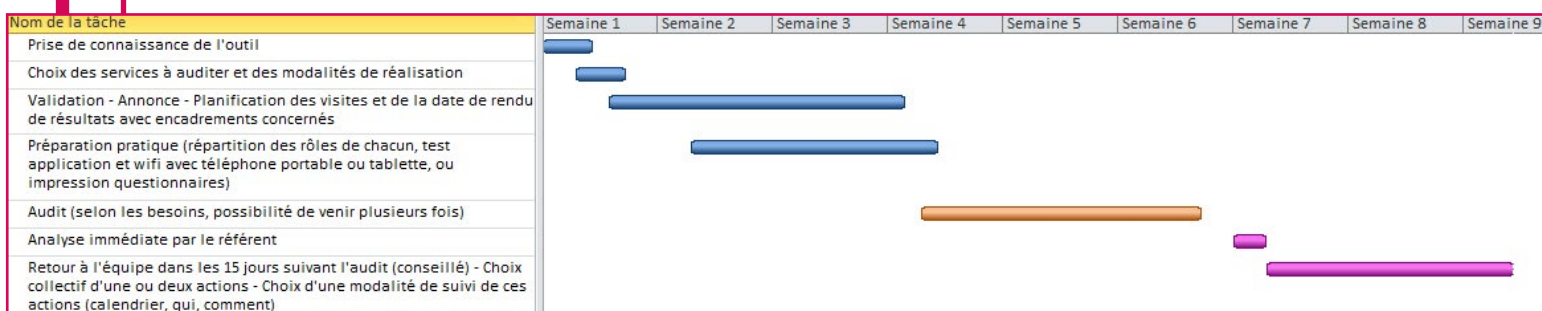 Nom de la tâche
Semaine 1 Semaine 2 Semaine 3 Semaine 4 Semaine 5 Semaine 6 Semaine 7 Semaine 8 Semaine 9
Prise de connaissance de l'outil
Choix des services à auditer et des modalités de réalisation
Validation - Annonce - Planification des visites et de la date de rendu
de résultats avec encadrements concernés
Préparation pratique (répartition des rôles de chacun, test
application et wifi avec téléphone portable ou tablette, ou
impression questionnaires)
Audit (selon les besoins, possibilité de venir plusieurs fois)
Analyse immédiate par le référent
Retour à l'équipe dans les 15 jours suivant l'audit (conseillé) - Choix
collectif d'une ou deux actions - Choix d'une modalité de suivi de ces
actions (calendrier, qui, comment)